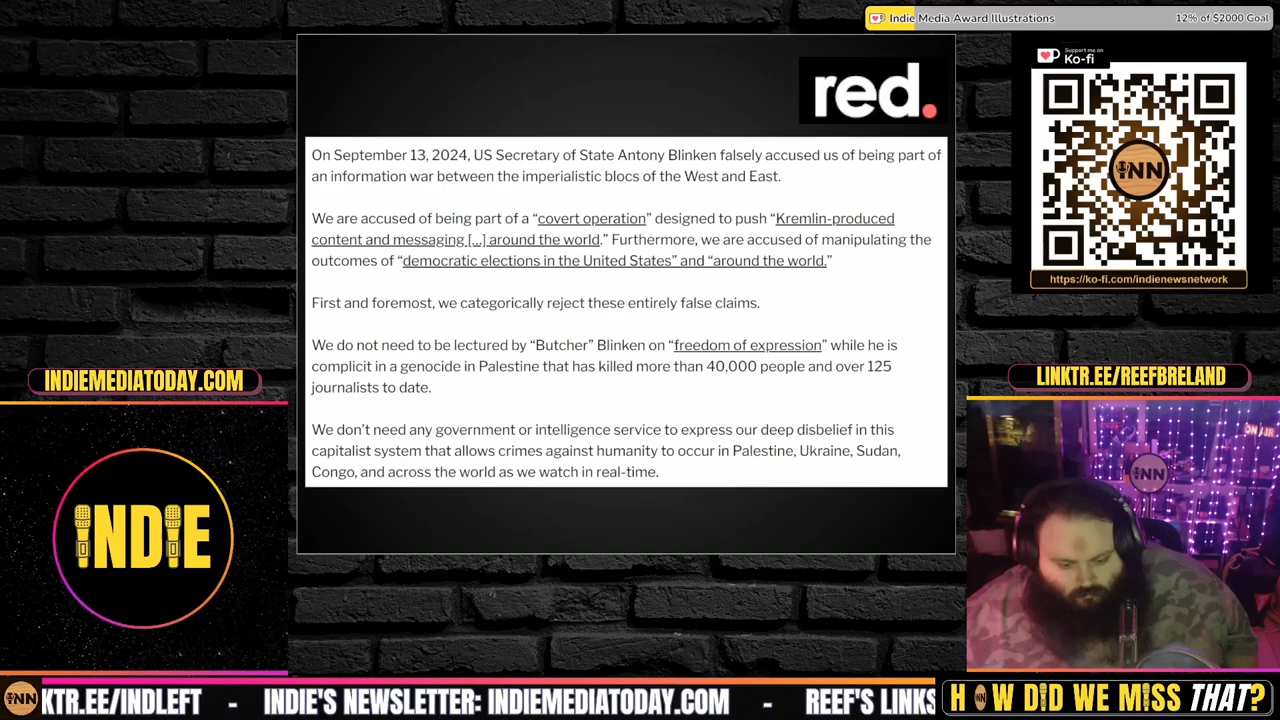 Indie Media Award Illustrations
12% of $2000 Goal
Support me on
Ko-fi
iNN
https://ko-fi.com/indienewsnetwork
red.
On September 13, 2024, US Secretary of State Antony Blinken falsely accused us of being part of
an information war between the imperialistic blocs of the West and East.
We are accused of being part of a “covert operation” designed to push “Kremlin-produced
content and messaging [...] around the world.” Furthermore, we are accused of manipulating the
outcomes of “democratic elections in the United States” and “around the world.”
First and foremost, we categorically reject these entirely false claims.
We do not need to be lectured by “Butcher” Blinken on “freedom of expression” while he is
complicit in a genocide in Palestine that has killed more than 40,000 people and over 125
journalists to date.
We don’t need any government or intelligence service to express our deep disbelief in this
capitalist system that allows crimes against humanity to occur in Palestine, Ukraine, Sudan,
Congo, and across the world as we watch in real-time.
INDIEMEDIATODAY.COM
INDIE
LINKTR.EE/REEFBRELAND
ON AIR
iNN
iNN
KTR.EE/INDLEFT - INDIE'S NEWSLETTER: INDIEMEDIATODAY.COM - REEF'S LINKS
HOW DID WE MISS THAT?